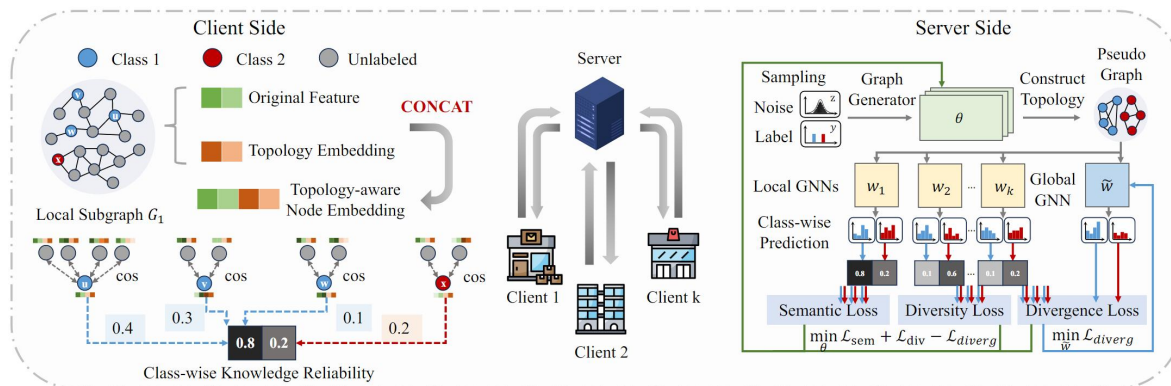 Client Side
Class 1
Class 2
Unlabeled
v
u
w
x
Original Feature
Topology Embedding
Topology-aware
Node Embedding
CONCAT
Local Subgraph G₁
cos
cos
cos
cos
u
v
w
x
0.4
0.3
0.1
0.2
0.8 0.2
Class-wise Knowledge Reliability
Server
Client 1
Client 2
Client k
Server Side
Sampling
Noise
z
Label
y
Graph
Generator
θ
Construct
Topology
Pseudo
Graph
Local GNNs
w₁
w₂
...
wₖ
Global
GNN
w̃
Class-wise
Prediction
...
0.8 0.2
0.1 0.6
...
0.1 0.2
Semantic Loss
Diversity Loss
Divergence Loss
min θ ℒsem + ℒdiv − ℒdiverg
min w̃ ℒdiverg